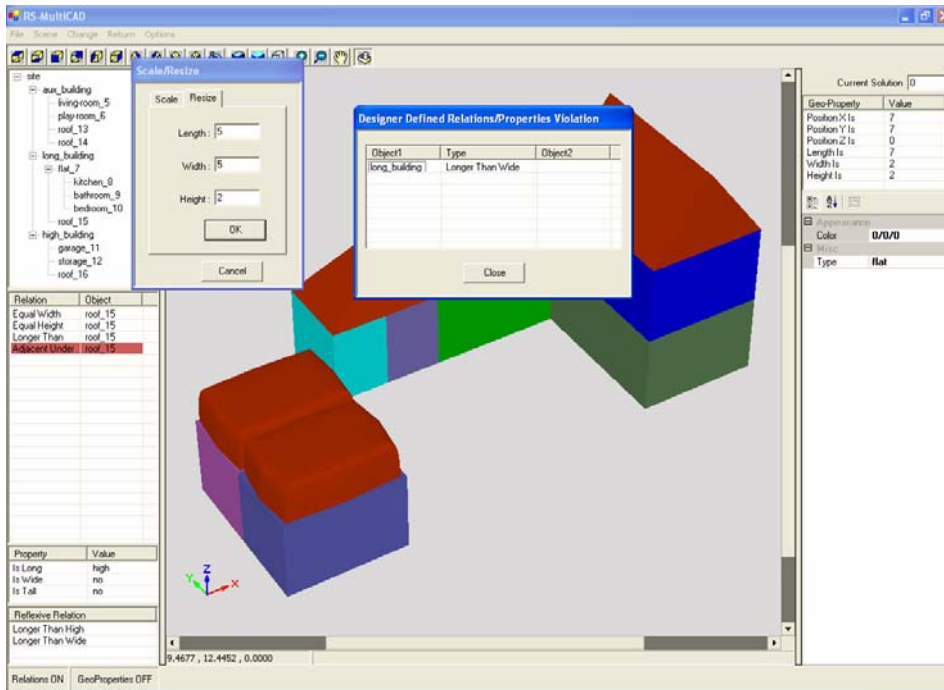 RS-MultiCAD
File Scene Change Return Options
site
aux_building
living-room_5
play-room_6
roof_13
roof_14
long_building
flat_7
kitchen_8
bathroom_9
bedroom_10
roof_15
high_building
garage_11
storage_12
roof_16
Relation Object
Equal Width roof_15
Equal Height roof_15
Longer Than roof_15
Adjacent Under roof_15
Property Value
Is Long high
Is Wide no
Is Tall no
Reflexive Relation
Longer Than High
Longer Than Wide
Relations ON GeoProperties OFF
Scale/Resize
Scale Resize
Length : 5
Width : 5
Height : 2
OK
Cancel
Designer Defined Relations/Properties Violation
Object1 Type Object2
long_building Longer Than Wide
Close
Z
Y
X
9.4677 , 12.4452 , 0.0000
Current Solution 0
Geo-Property Value
Position X Is 7
Position Y Is 7
Position Z Is 0
Length Is 7
Width Is 2
Height Is 2
Appearance
Color 0/0/0
Misc
Type flat